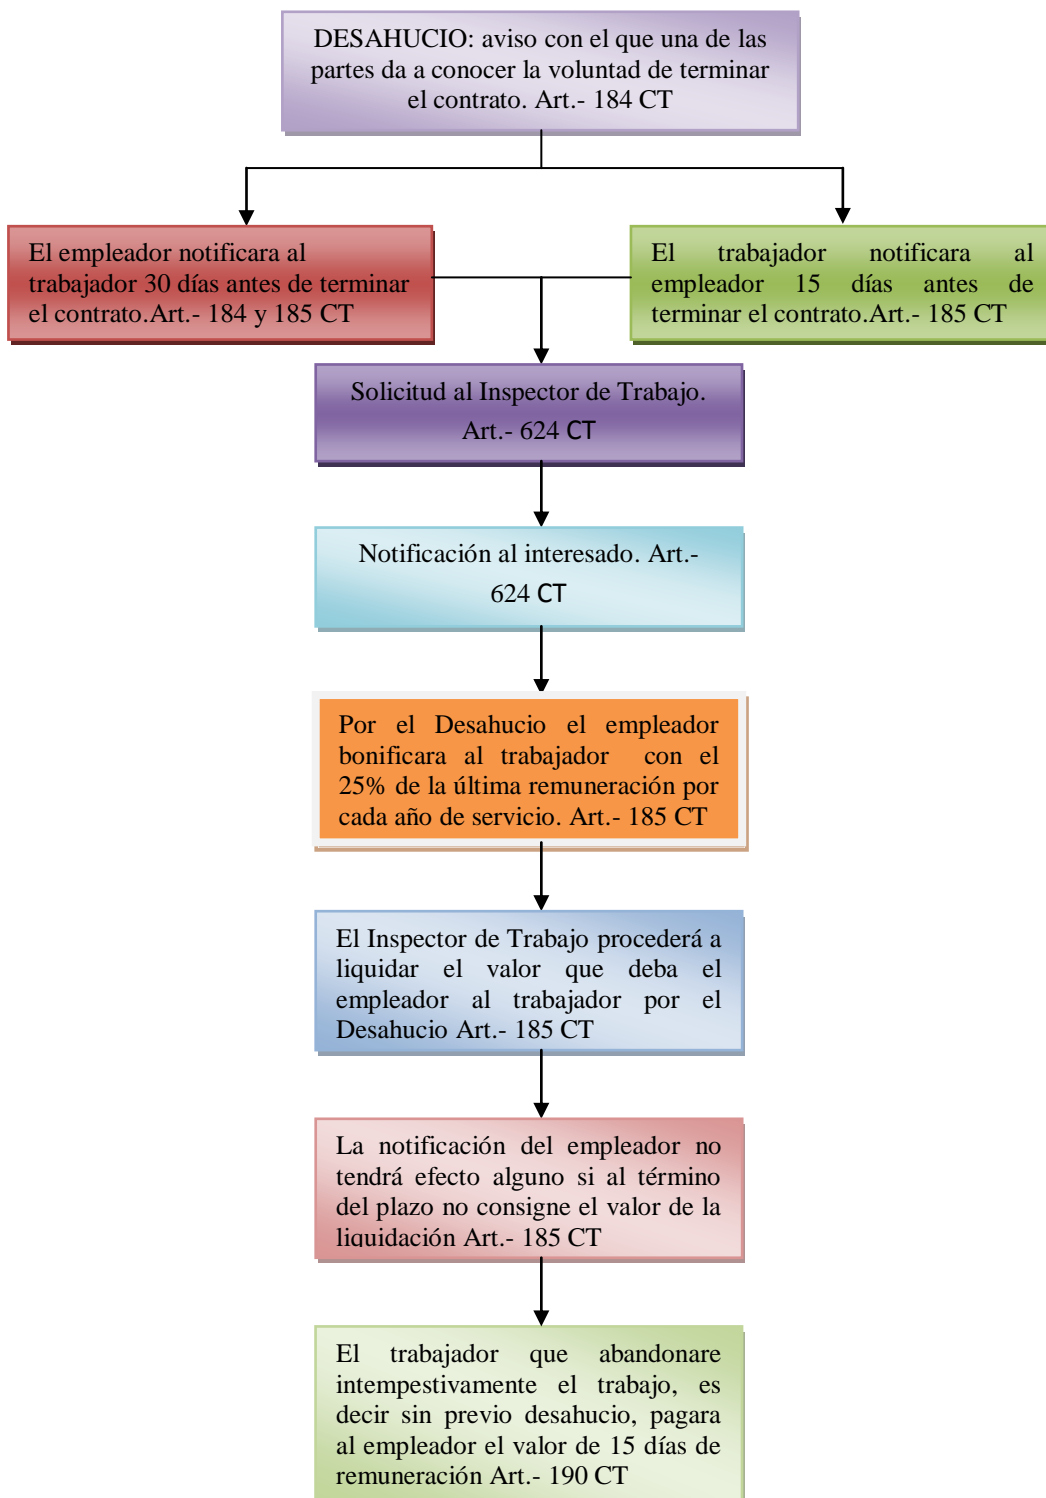 DESAHUCIO: aviso con el que una de las
partes da a conocer la voluntad de terminar
el contrato. Art.- 184 CT
El empleador notificara al
trabajador 30 días antes de terminar
el contrato.Art.- 184 y 185 CT
El trabajador notificara al
empleador 15 días antes de
terminar el contrato.Art.- 185 CT
Solicitud al Inspector de Trabajo.
Art.- 624 CT
Notificación al interesado. Art.-
624 CT
Por el Desahucio el empleador
bonificara al trabajador con el
25% de la última remuneración por
cada año de servicio. Art.- 185 CT
El Inspector de Trabajo procederá a
liquidar el valor que deba el
empleador al trabajador por el
Desahucio Art.- 185 CT
La notificación del empleador no
tendrá efecto alguno si al término
del plazo no consigne el valor de la
liquidación Art.- 185 CT
El trabajador que abandonare
intempestivamente el trabajo, es
decir sin previo desahucio, pagara
al empleador el valor de 15 días de
remuneración Art.- 190 CT